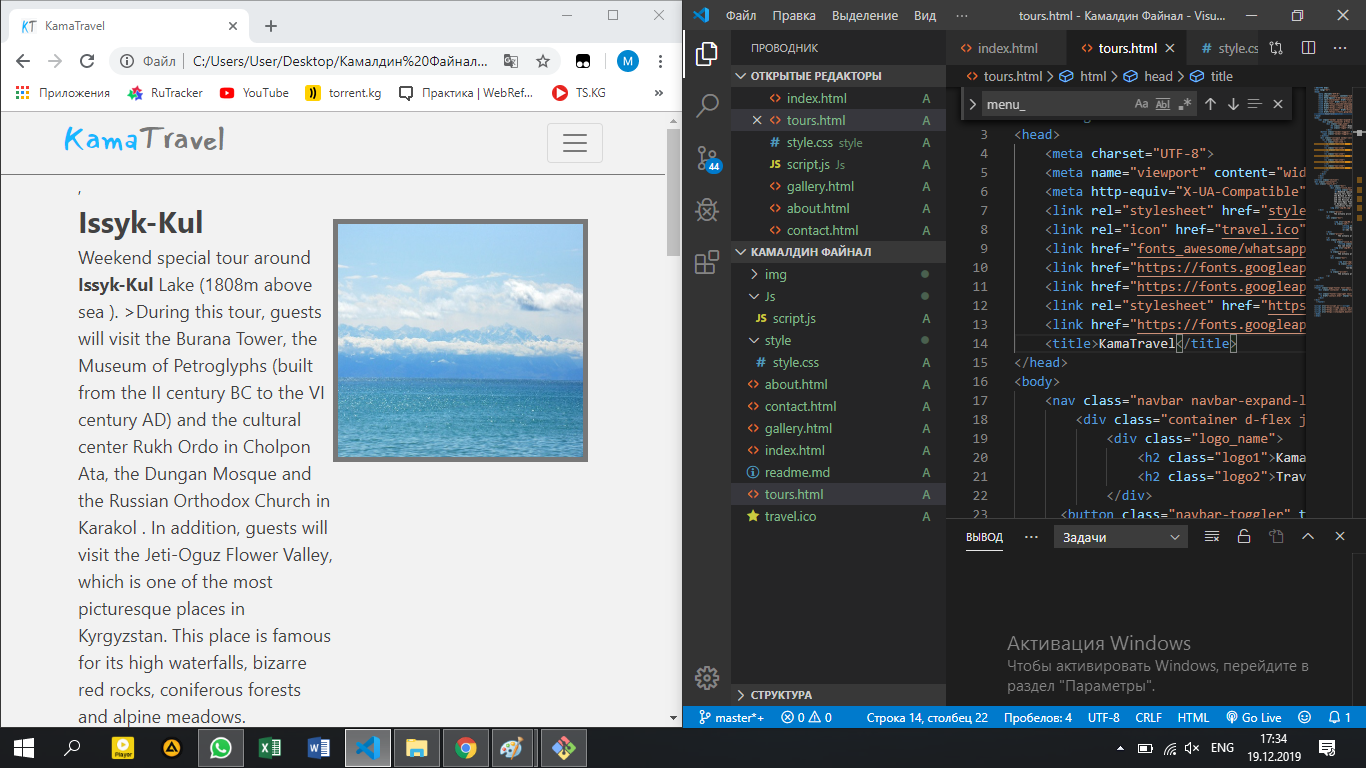 KamaTravel
Файл
C:/Users/User/Desktop/Камалдин%20Файнал...
M
Приложения
RuTracker
YouTube
torrent.kg
Практика | WebRef...
TS.KG
»
KamaTravel
,
Issyk-Kul
Weekend special tour around
Issyk-Kul Lake (1808m above
sea ). >During this tour, guests
will visit the Burana Tower, the
Museum of Petroglyphs (built
from the II century BC to the VI
century AD) and the cultural
center Rukh Ordo in Cholpon
Ata, the Dungan Mosque and
the Russian Orthodox Church in
Karakol . In addition, guests will
visit the Jeti-Oguz Flower Valley,
which is one of the most
picturesque places in
Kyrgyzstan. This place is famous
for its high waterfalls, bizarre
red rocks, coniferous forests
and alpine meadows.
Файл Правка Выделение Вид ··· tours.html - Камалдин Файнал - Visu...
ПРОВОДНИК
ОТКРЫТЫЕ РЕДАКТОРЫ
index.html A
tours.html A
style.css style A
script.js Js A
gallery.html A
about.html A
contact.html A
КАМАЛДИН ФАЙНАЛ
img
Js
script.js A
style
style.css A
about.html A
contact.html A
gallery.html A
index.html A
readme.md A
tours.html A
travel.ico A
СТРУКТУРА
44
index.html
tours.html
style.cs
tours.html > html > head > title
menu_
Aa Abl
3 <head>
4 <meta charset="UTF-8">
5 <meta name="viewport" content="wid
6 <meta http-equiv="X-UA-Compatible"
7 <link rel="stylesheet" href="style
8 <link rel="icon" href="travel.ico"
9 <link href="fonts_awesome/whatsapp
10 <link href="https://fonts.googleap
11 <link href="https://fonts.googleap
12 <link rel="stylesheet" href="https
13 <link href="https://fonts.googleap
14 <title>KamaTravel</title>
15 </head>
16 <body>
17 <nav class="navbar navbar-expand-l
18 <div class="container d-flex j
19 <div class="logo_name">
20 <h2 class="logo1">Kama
21 <h2 class="logo2">Trav
22 </div>
23 <button class="navbar-toggler" t
ВЫВОД ··· Задачи
Активация Windows
Чтобы активировать Windows, перейдите в
раздел "Параметры".
master*+ 0 0 Строка 14, столбец 22 Пробелов: 4 UTF-8 CRLF HTML Go Live 1
Player
ENG
17:34
19.12.2019